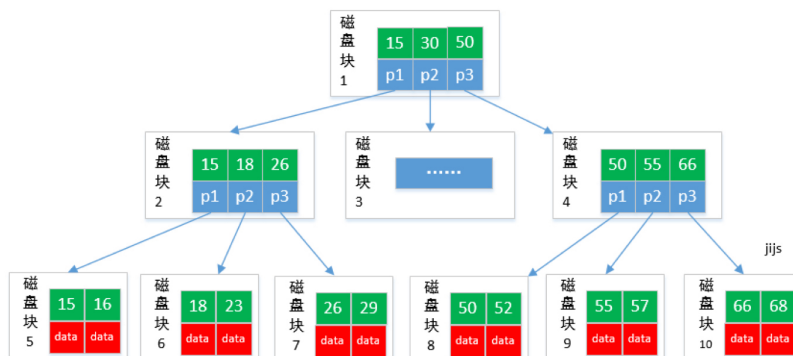 磁盘块1
15 30 50
p1 p2 p3
磁盘块2
15 18 26
p1 p2 p3
磁盘块3
······
磁盘块4
50 55 66
p1 p2 p3
jijs
磁盘块5
15 16
data data
磁盘块6
18 23
data data
磁盘块7
26 29
data data
磁盘块8
50 52
data data
磁盘块9
55 57
data data
磁盘块10
66 68
data data